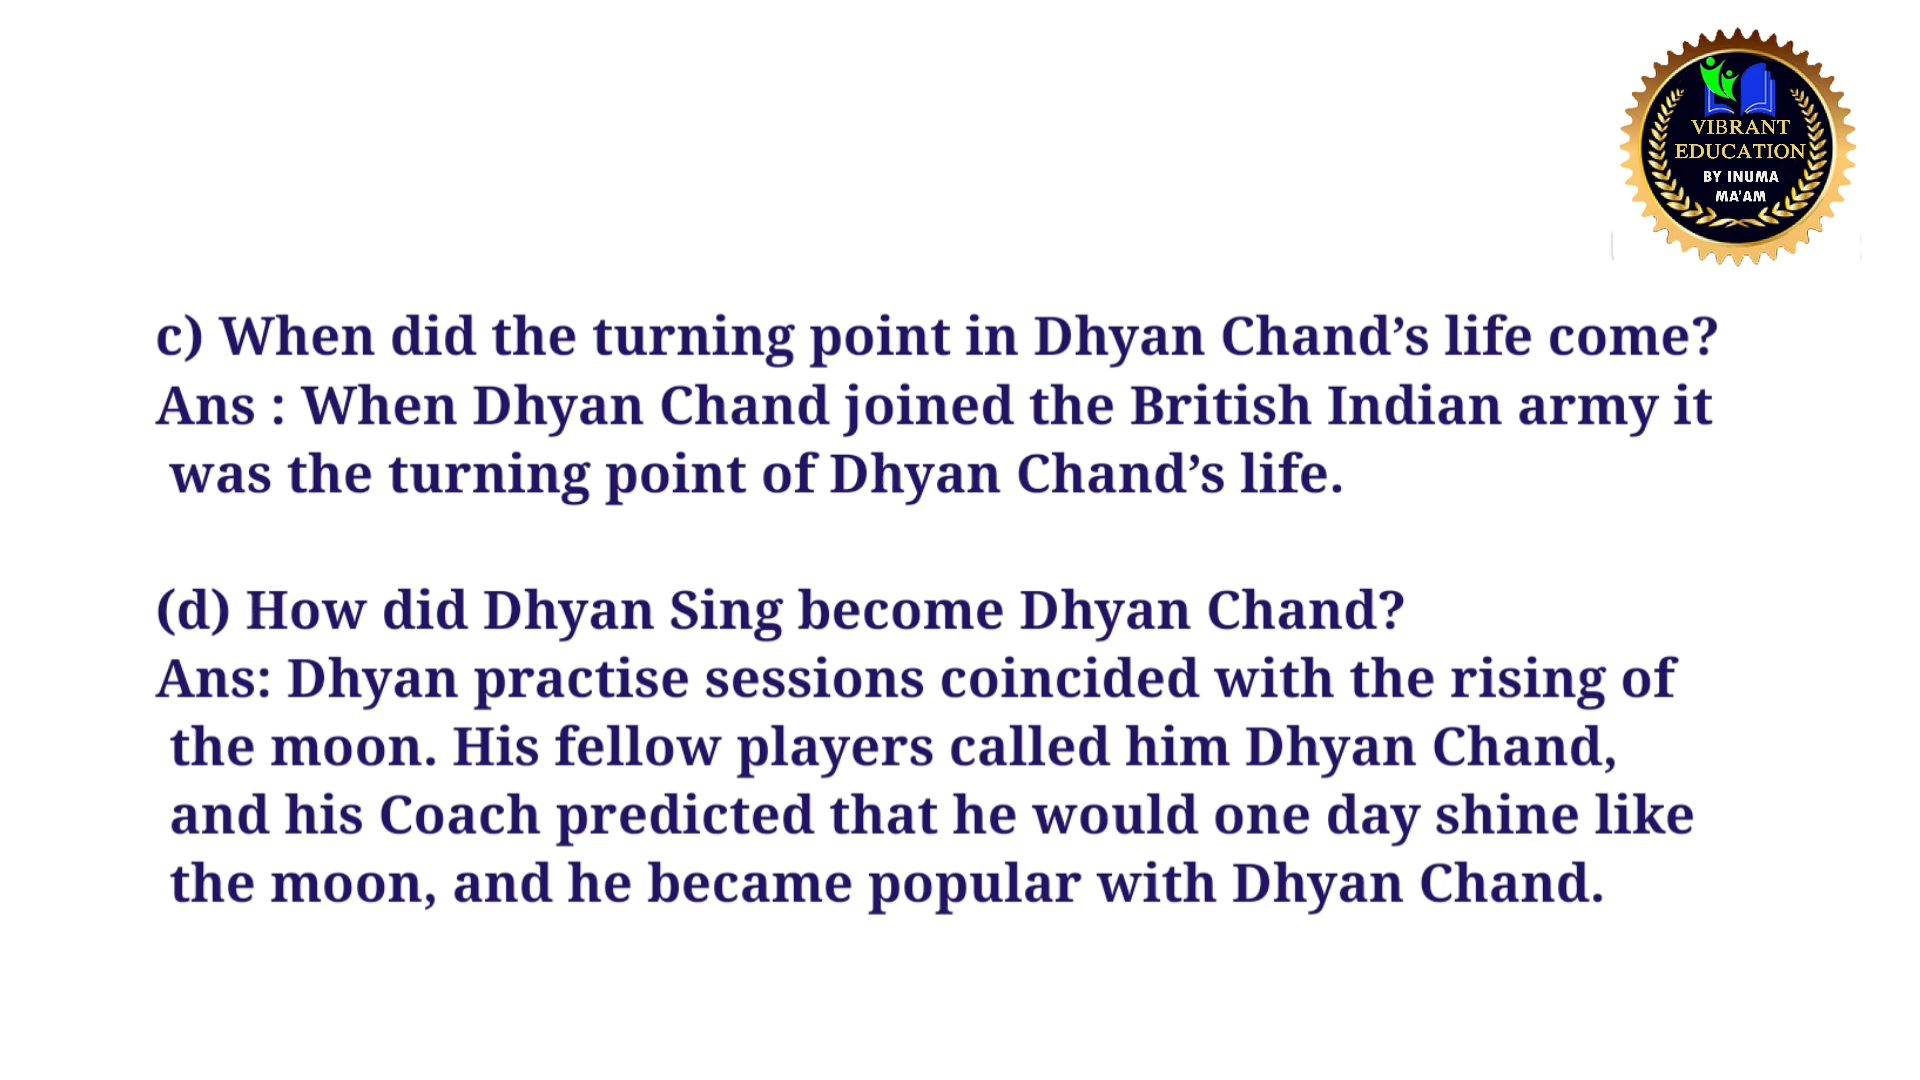 VIBRANT
EDUCATION
BY INUMA
MA'AM
c) When did the turning point in Dhyan Chand’s life come?
Ans : When Dhyan Chand joined the British Indian army it
was the turning point of Dhyan Chand’s life.
(d) How did Dhyan Sing become Dhyan Chand?
Ans: Dhyan practise sessions coincided with the rising of
the moon. His fellow players called him Dhyan Chand,
and his Coach predicted that he would one day shine like
the moon, and he became popular with Dhyan Chand.